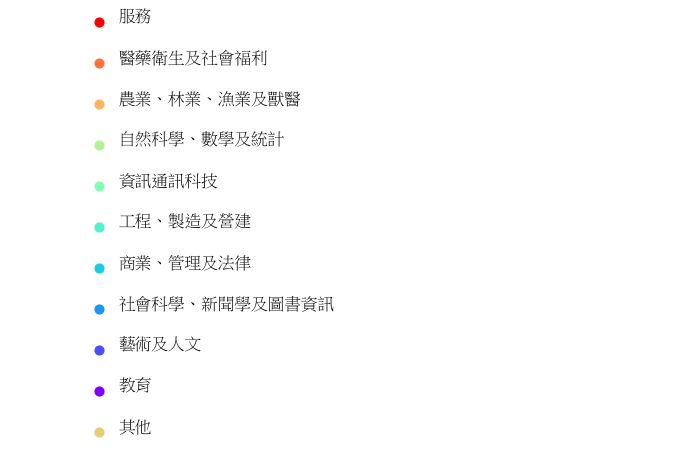 服務
醫藥衛生及社會福利
農業、林業、漁業及獸醫
自然科學、數學及統計
資訊通訊科技
工程、製造及營建
商業、管理及法律
社會科學、新聞學及圖書資訊
藝術及人文
教育
其他